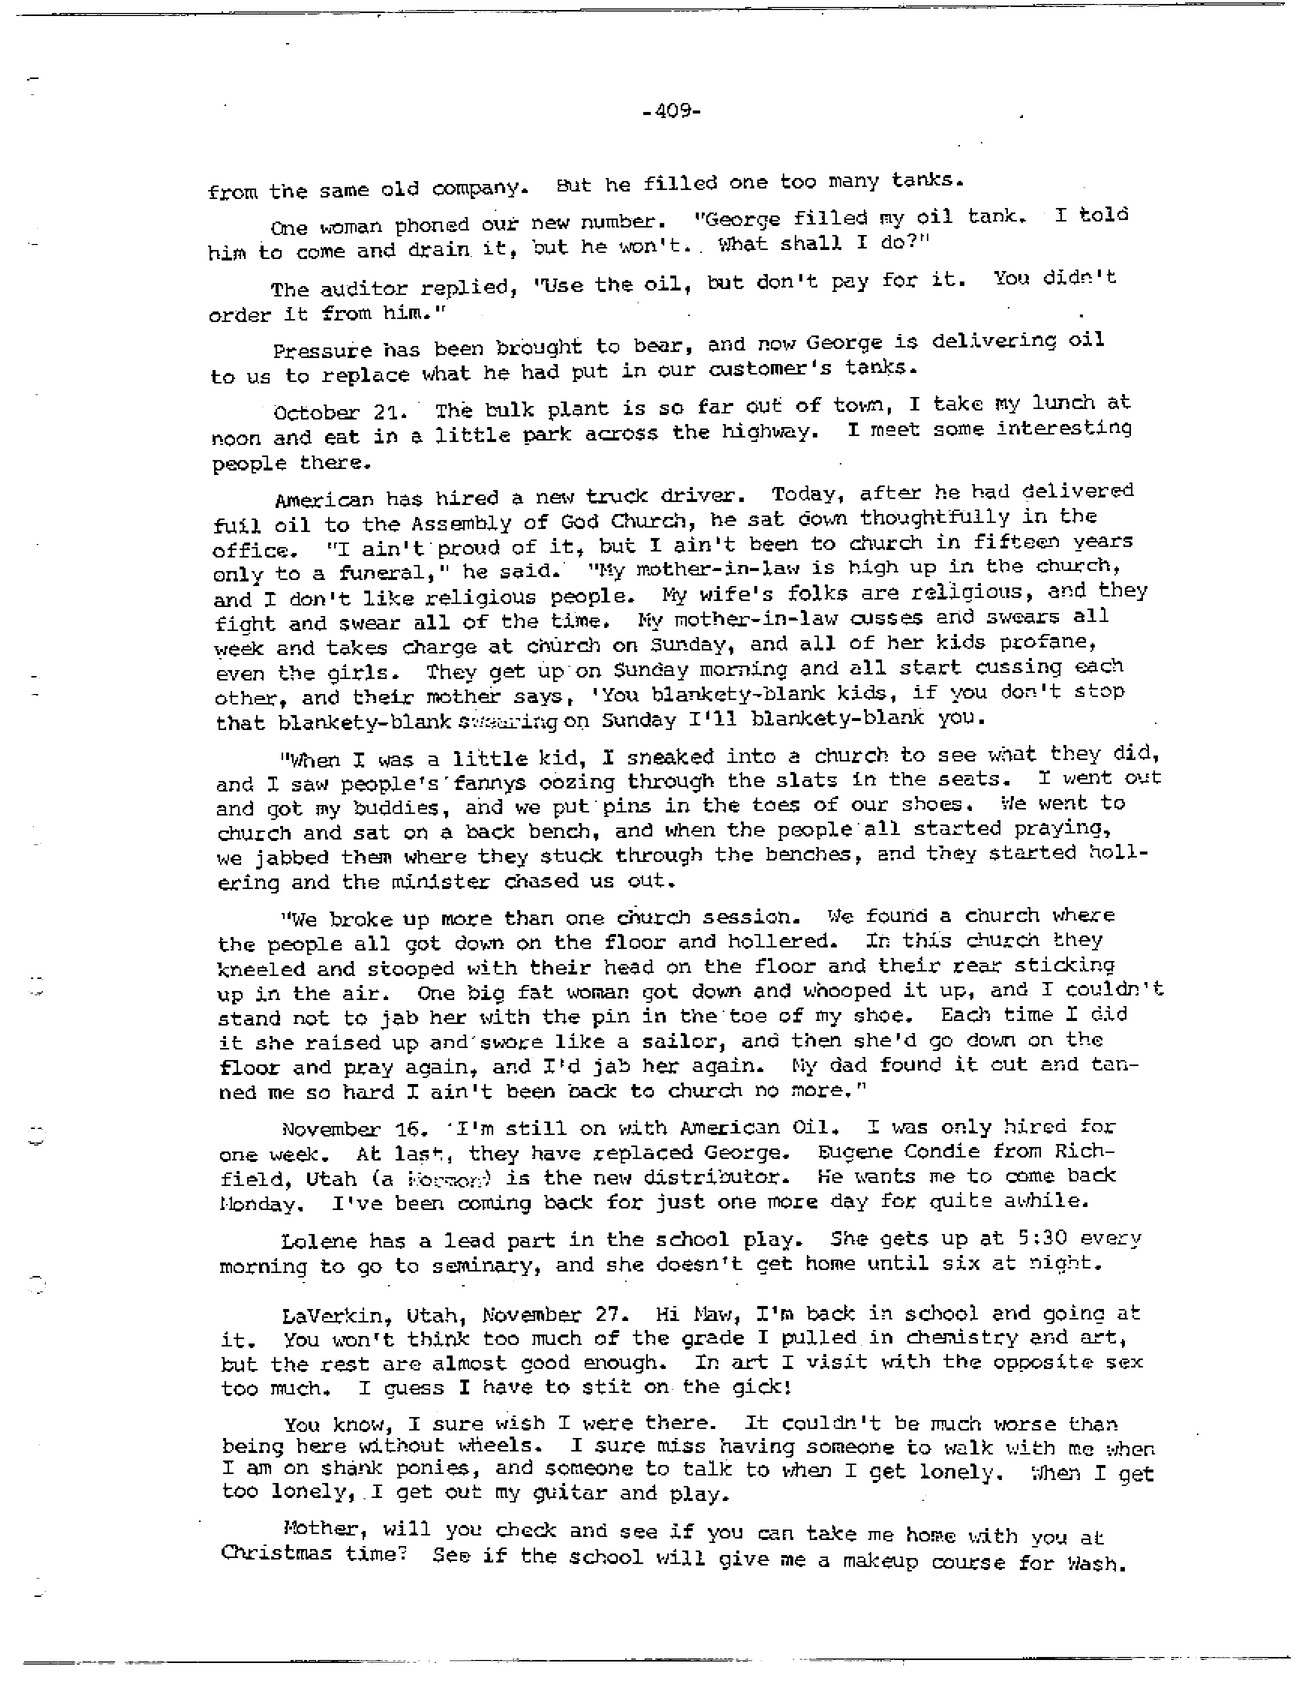 -409-
from the same old company. But he filled one too many tanks.
One woman phoned our new number. "George filled my oil tank. I told
him to come and drain it, but he won't. What shall I do?"
The auditor replied, "Use the oil, but don't pay for it. You didn't
order it from him."
Pressure has been brought to bear, and now George is delivering oil
to us to replace what he had put in our customer's tanks.
October 21. The bulk plant is so far out of town, I take my lunch at
noon and eat in a little park across the highway. I meet some interesting
people there.
American has hired a new truck driver. Today, after he had delivered
fuil oil to the Assembly of God Church, he sat down thoughtfully in the
office. "I ain't proud of it, but I ain't been to church in fifteen years
only to a funeral," he said. "My mother-in-law is high up in the church,
and I don't like religious people. My wife's folks are religious, and they
fight and swear all of the time. My mother-in-law cusses and swears all
week and takes charge at church on Sunday, and all of her kids profane,
even the girls. They get up on Sunday morning and all start cussing each
other, and their mother says, 'You blankety-blank kids, if you don't stop
that blankety-blank swearing on Sunday I'll blankety-blank you.
"When I was a little kid, I sneaked into a church to see what they did,
and I saw people's fannys oozing through the slats in the seats. I went out
and got my buddies, and we put pins in the toes of our shoes. We went to
church and sat on a back bench, and when the people all started praying,
we jabbed them where they stuck through the benches, and they started holl-
ering and the minister chased us out.
"We broke up more than one church session. We found a church where
the people all got down on the floor and hollered. In this church they
kneeled and stooped with their head on the floor and their rear sticking
up in the air. One big fat woman got down and whooped it up, and I couldn't
stand not to jab her with the pin in the toe of my shoe. Each time I did
it she raised up and swore like a sailor, and then she'd go down on the
floor and pray again, and I'd jab her again. My dad found it out and tan-
ned me so hard I ain't been back to church no more."
November 16. I'm still on with American Oil. I was only hired for
one week. At last, they have replaced George. Eugene Condie from Rich-
field, Utah (a Mormon) is the new distributor. He wants me to come back
Monday. I've been coming back for just one more day for quite awhile.
Lolene has a lead part in the school play. She gets up at 5:30 every
morning to go to seminary, and she doesn't get home until six at night.
LaVerkin, Utah, November 27. Hi Maw, I'm back in school and going at
it. You won't think too much of the grade I pulled in chemistry and art,
but the rest are almost good enough. In art I visit with the opposite sex
too much. I guess I have to stit on the gick!
You know, I sure wish I were there. It couldn't be much worse than
being here without wheels. I sure miss having someone to walk with me when
I am on shank ponies, and someone to talk to when I get lonely. When I get
too lonely, I get out my guitar and play.
Mother, will you check and see if you can take me home with you at
Christmas time? See if the school will give me a makeup course for Wash.